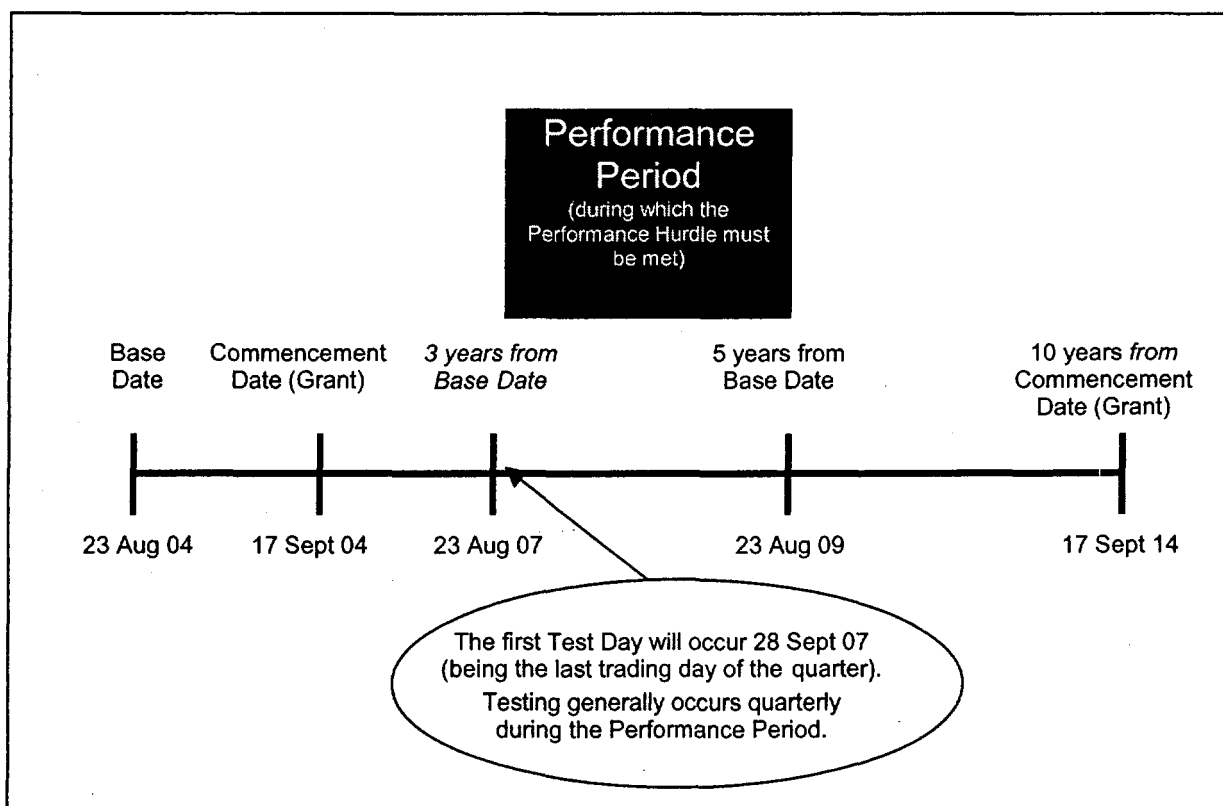 Performance
Period
(during which the
Performance Hurdle must
be met)
Base
Date
Commencement
Date (Grant)
3 years from
Base Date
5 years from
Base Date
10 years from
Commencement
Date (Grant)
23 Aug 04
17 Sept 04
23 Aug 07
23 Aug 09
17 Sept 14
The first Test Day will occur 28 Sept 07
(being the last trading day of the quarter).
Testing generally occurs quarterly
during the Performance Period.